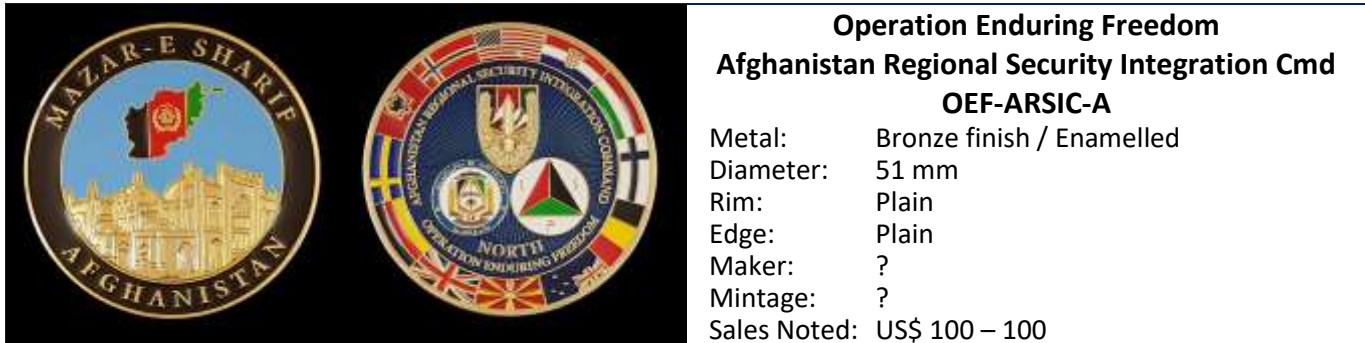 MAZAR-E SHARIF
AFGHANISTAN
AFGHANISTAN REGIONAL SECURITY INTEGRATION COMMAND
NORTH
OPERATION ENDURING FREEDOM
Operation Enduring Freedom
Afghanistan Regional Security Integration Cmd
OEF-ARSIC-A
Metal: Bronze finish / Enamelled
Diameter: 51 mm
Rim: Plain
Edge: Plain
Maker: ?
Mintage: ?
Sales Noted: US$ 100 – 100